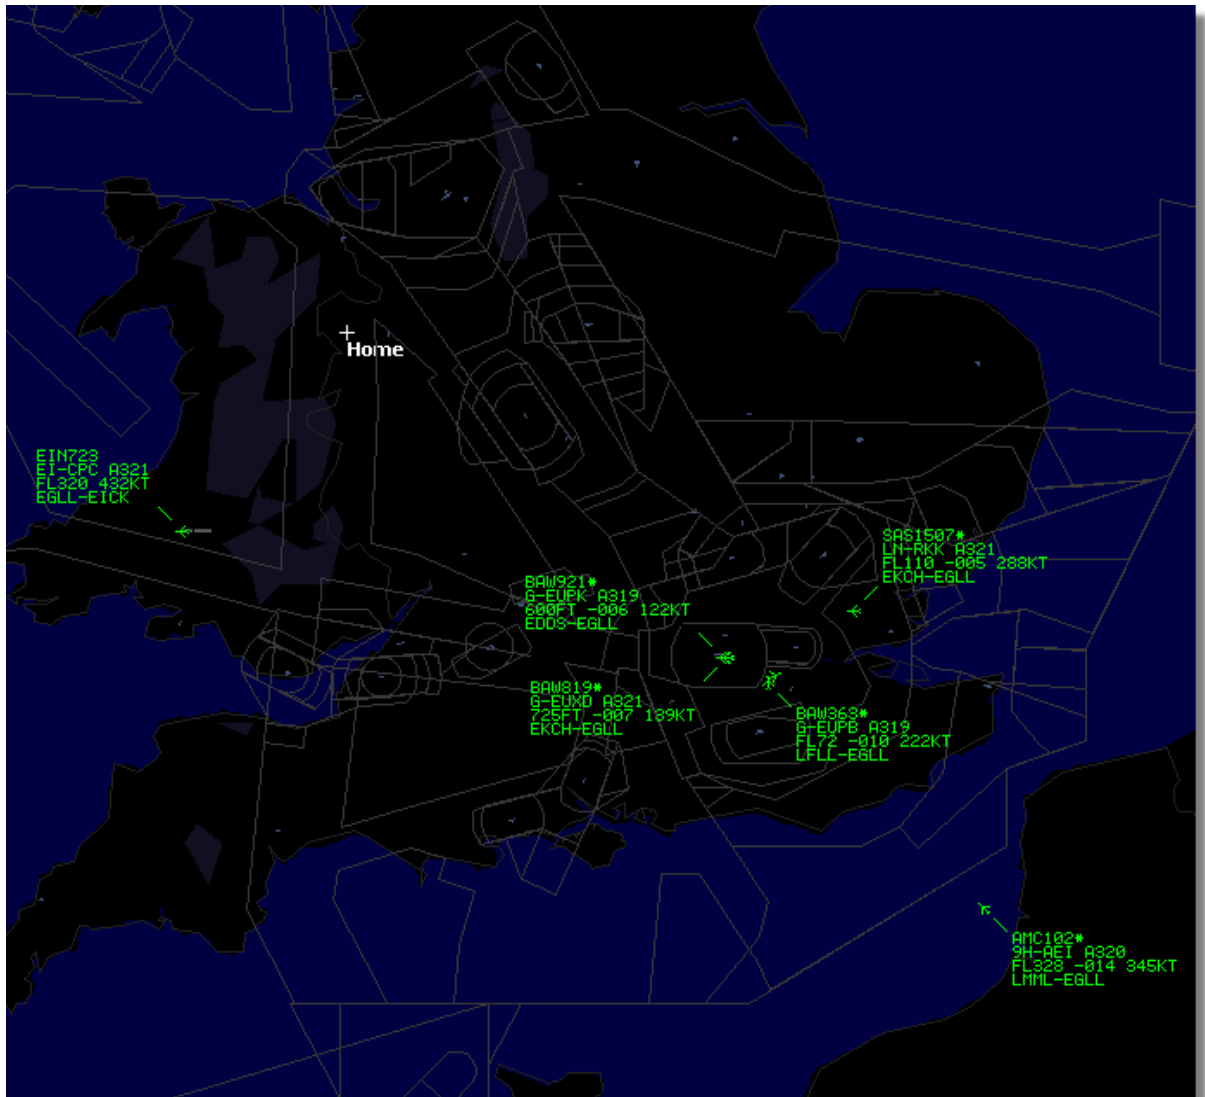 Home
EIN723
EI-CPC A321
FL320 432KT
EGLL-EICK
SAS1507*
LN-RKK A321
FL110 -005 288KT
EKCH-EGLL
BAW921*
G-EUPK A319
600FT -006 122KT
EDDS-EGLL
BAW819*
G-EUXD A321
725FT -007 139KT
EKCH-EGLL
BAW363*
G-EUPB A319
FL72 -010 222KT
LFLL-EGLL
AMC102*
9H-AEI A320
FL328 -014 345KT
LMML-EGLL